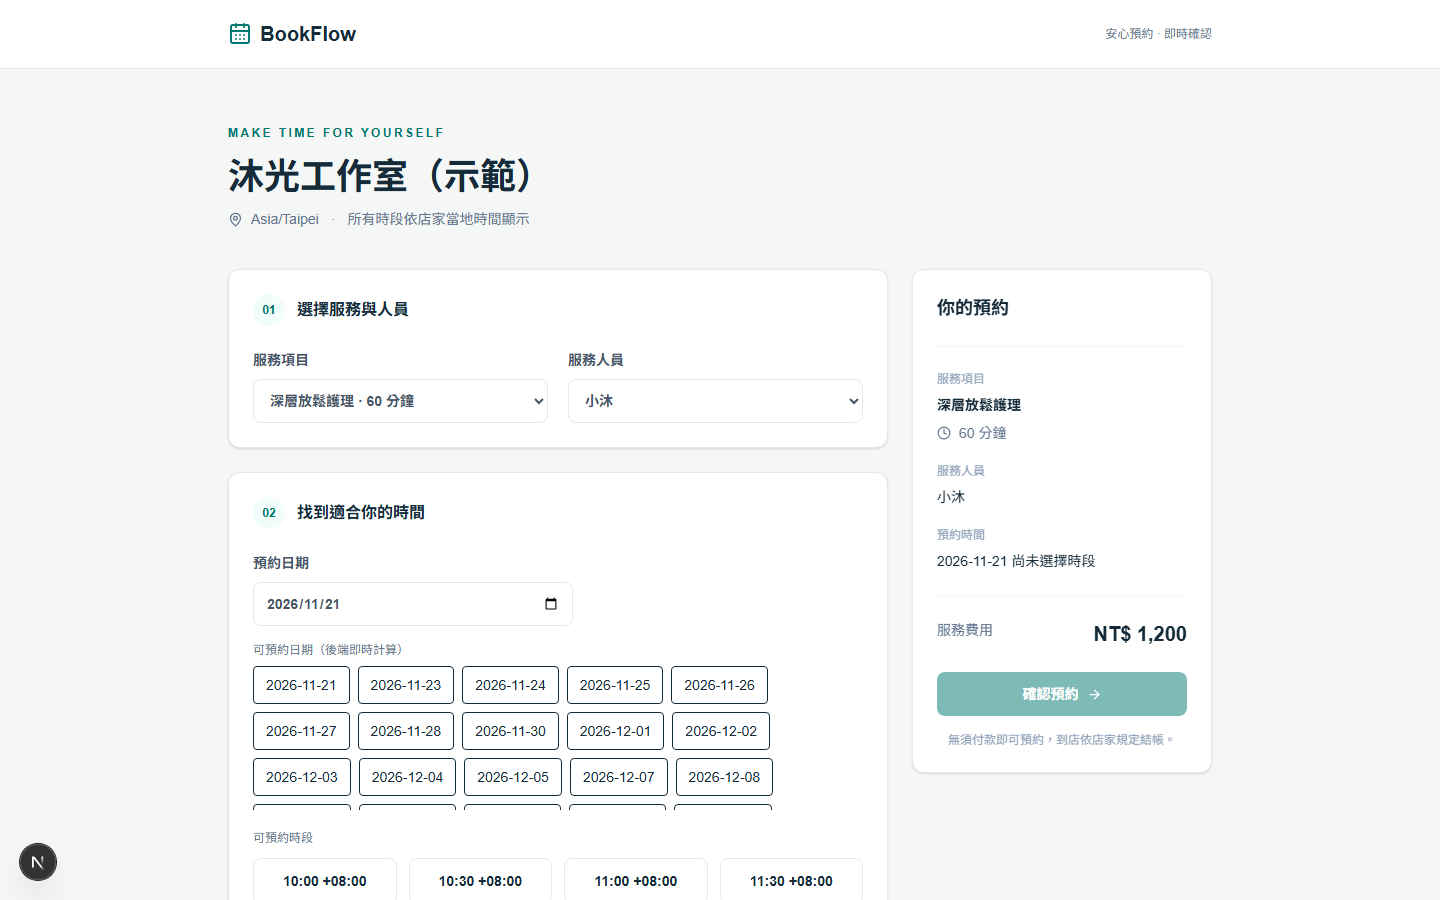 BookFlow
安心預約 · 即時確認
MAKE TIME FOR YOURSELF
沐光工作室（示範）
Asia/Taipei · 所有時段依店家當地時間顯示
01 選擇服務與人員
服務項目
深層放鬆護理 · 60 分鐘
服務人員
小沐
02 找到適合你的時間
預約日期
2026/11/21
可預約日期（後端即時計算）
2026-11-21 2026-11-23 2026-11-24 2026-11-25 2026-11-26
2026-11-27 2026-11-28 2026-11-30 2026-12-01 2026-12-02
2026-12-03 2026-12-04 2026-12-05 2026-12-07 2026-12-08
可預約時段
10:00 +08:00 10:30 +08:00 11:00 +08:00 11:30 +08:00
你的預約
服務項目
深層放鬆護理
60 分鐘
服務人員
小沐
預約時間
2026-11-21 尚未選擇時段
服務費用 NT$ 1,200
確認預約 →
無須付款即可預約，到店依店家規定結帳。
N